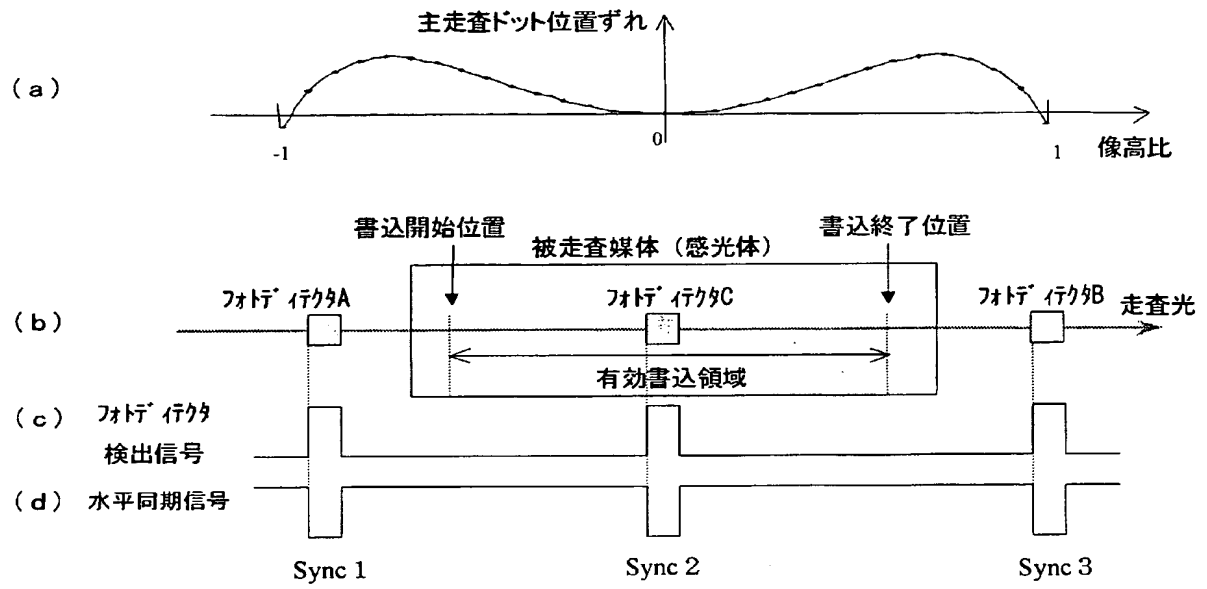 主走査ドット位置ずれ
(a)
-1
0
1
像高比
書込開始位置
書込終了位置
被走査媒体(感光体)
フォトディテクタA
フォトディテクタC
フォトディテクタB
走査光
(b)
有効書込領域
(c) フォトディテクタ
検出信号
(d) 水平同期信号
Sync 1
Sync 2
Sync 3